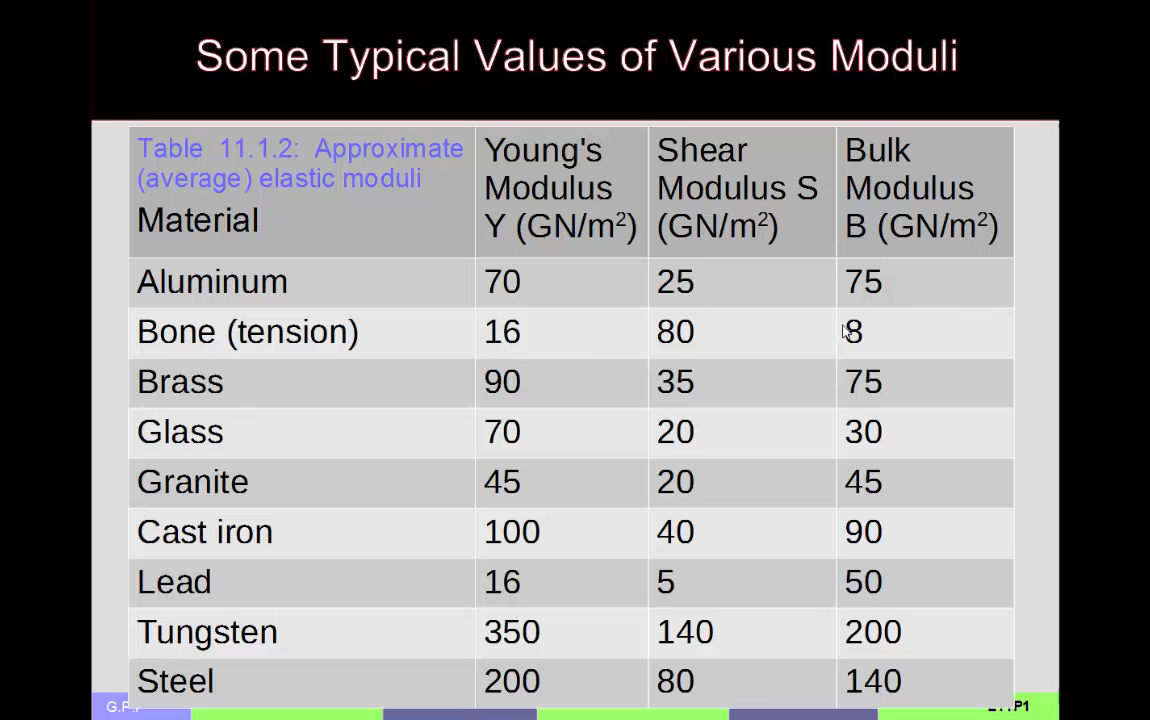 Some Typical Values of Various Moduli
Table 11.1.2: Approximate
(average) elastic moduli
Material
Young's
Modulus
Y (GN/m²)
Shear
Modulus S
(GN/m²)
Bulk
Modulus
B (GN/m²)
Aluminum 70 25 75
Bone (tension) 16 80 8
Brass 90 35 75
Glass 70 20 30
Granite 45 20 45
Cast iron 100 40 90
Lead 16 5 50
Tungsten 350 140 200
Steel 200 80 140